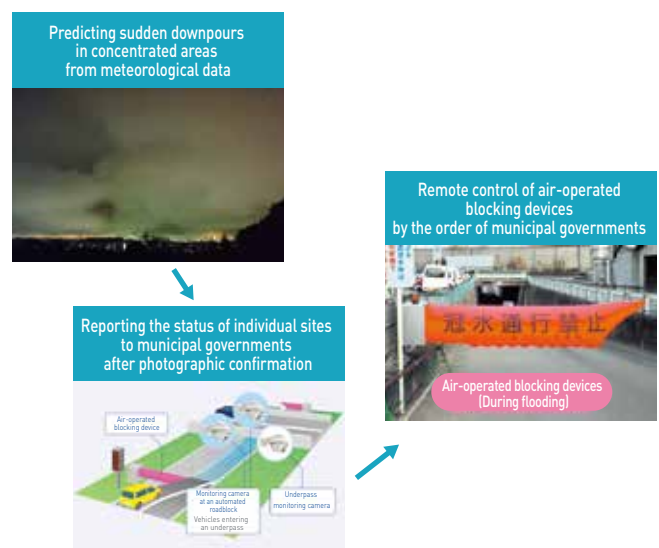 Predicting sudden downpours
in concentrated areas
from meteorological data
Reporting the status of individual sites
to municipal governments
after photographic confirmation
Air-operated
blocking device
Monitoring camera
at an automated
roadblock
Vehicles entering
an underpass
Underpass
monitoring camera
Remote control of air-operated
blocking devices
by the order of municipal governments
冠水通行禁止
Air-operated blocking devices
(During flooding)